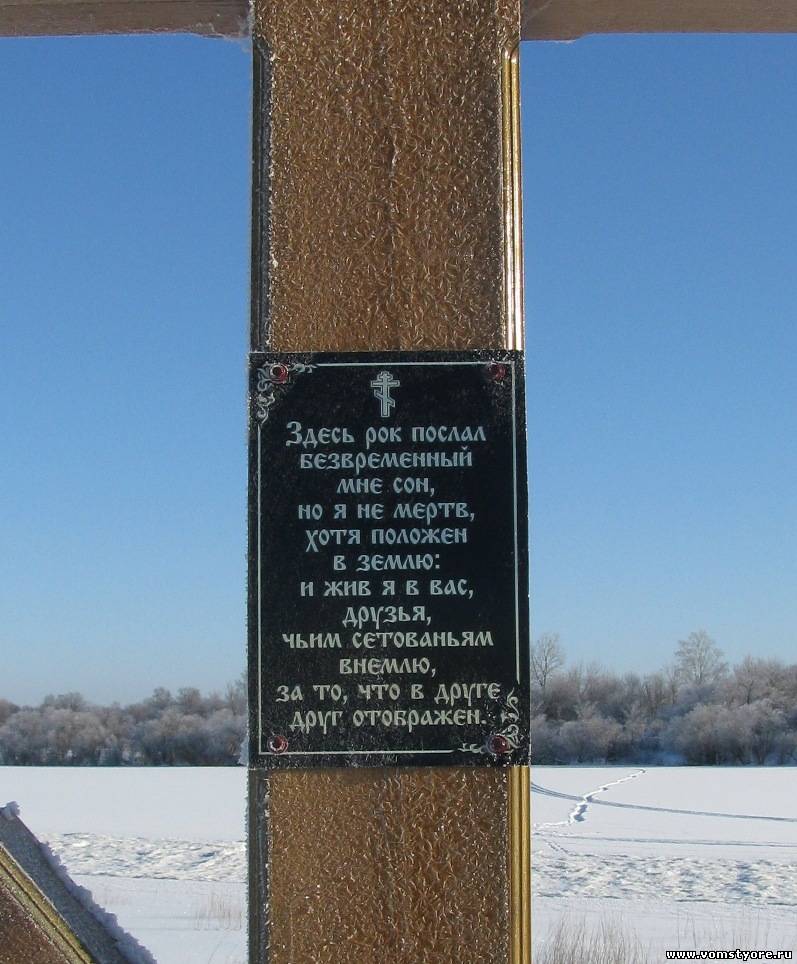 Здесь рок послал
безвременный
мне сон,
но я не мертв,
хотя положен
в землю:
и жив я в вас,
друзья,
чьим сетованьям
внемлю,
за то, что в друге
друг отображен.
www.vomstyore.ru